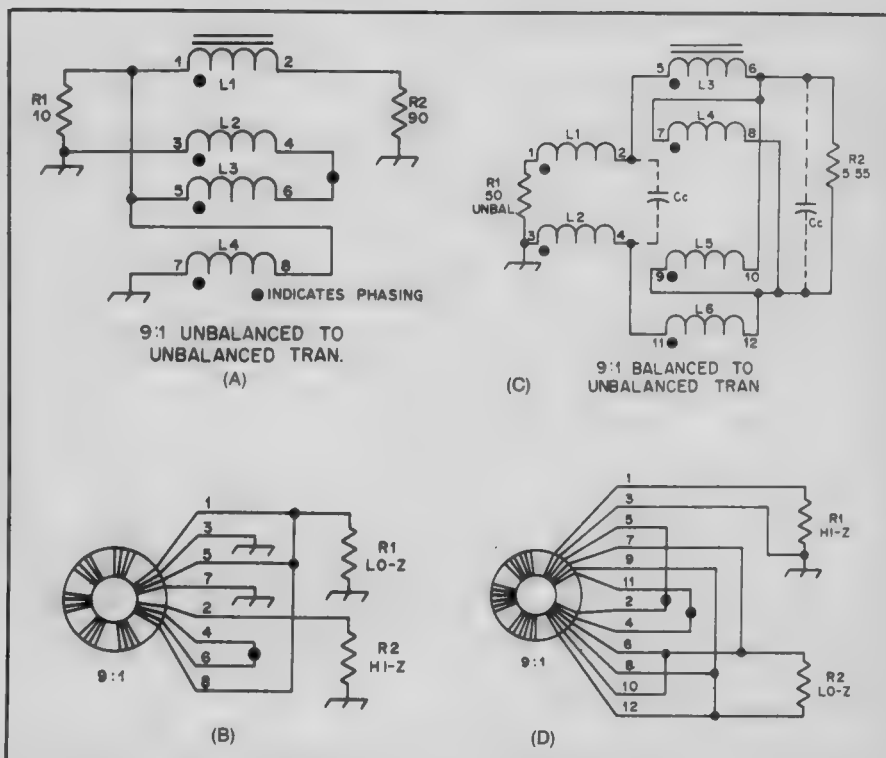 1 2
L1
R1
10
R2
90
3 L2 4
L3
5 6
L4
7 8
● INDICATES PHASING
9:1 UNBALANCED TO
UNBALANCED TRAN.
(A)
5 6
L3
L4
7 8
L1
1 2
R1
50
UNBAL.
Cc
R2
5 55
Cc
L2
3 4
L5
9 10
L6
11 12
9:1 BALANCED TO
UNBALANCED TRAN
(C)
1
3
5
7
2
4
6
8
R1
LO-Z
R2
HI-Z
9:1
(B)
1
3
5
7
9
11
2
4
6
8
10
12
R1
HI-Z
R2
LO-Z
9:1
(D)